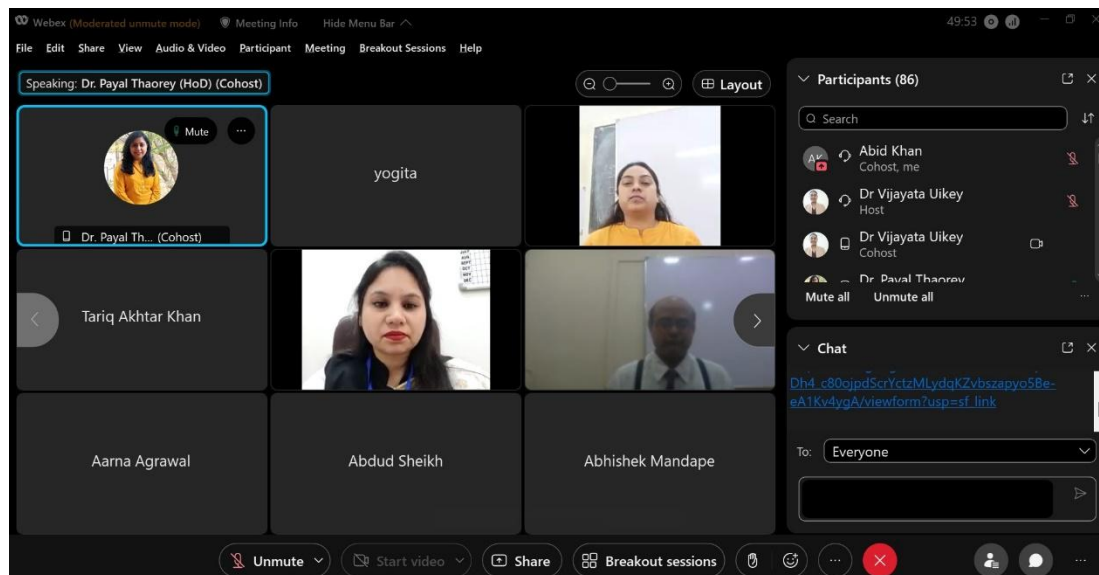 Webex (Moderated unmute mode) Meeting Info Hide Menu Bar 49:53
File Edit Share View Audio & Video Participant Meeting Breakout Sessions Help
Speaking: Dr. Payal Thaorey (HoD) (Cohost)
Layout
Mute
Dr. Payal Th... (Cohost)
yogita
Tariq Akhtar Khan
Aarna Agrawal
Abdud Sheikh
Abhishek Mandape
Participants (86)
Search
AK Abid Khan
Cohost, me
Dr Vijayata Uikey
Host
Dr Vijayata Uikey
Cohost
Dr. Payal Thaorey
Mute all Unmute all
Chat
Dh4_c80ojpdScrYctzMLydqKZvbszapyo5Be-
eA1Kv4ygA/viewform?usp=sf_link
To: Everyone
Unmute Start video Share Breakout sessions